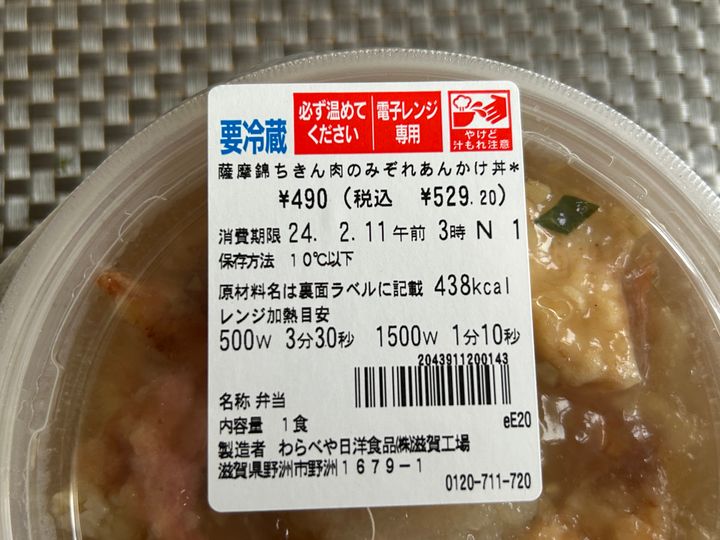 要冷蔵
必ず温めて
ください
電子レンジ
専用
やけど
汁もれ注意
薩摩錦ちきん肉のみぞれあんかけ丼*
¥490（税込 ¥529.20）
消費期限 24. 2.11午前 3時 N 1
保存方法 10℃以下
原材料名は裏面ラベルに記載 438kcal
レンジ加熱目安
500W 3分30秒 1500W 1分10秒
2043911200143
名称 弁当
内容量 1食
eE20
製造者 わらべや日洋食品㈱滋賀工場
滋賀県野洲市野洲1679-1
0120-711-720